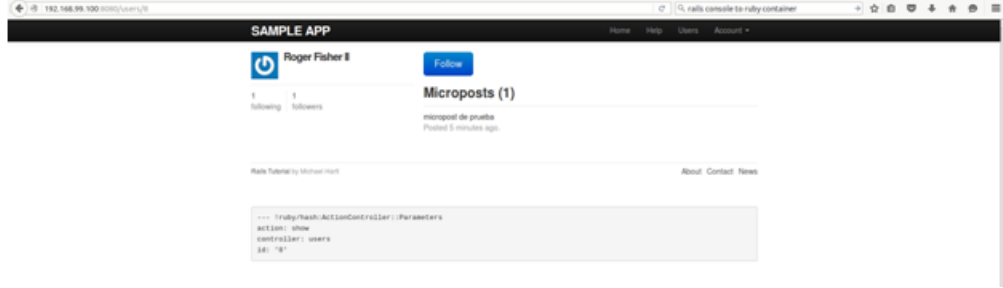 192.168.99.100:8080/users/8
rails console to ruby container
SAMPLE APP
Home Help Users Account
Roger Fisher II
1 following
1 followers
Follow
Microposts (1)
micropost de prueba
Posted 5 minutes ago.
Rails Tutorial by Michael Hartl
About Contact News
--- !ruby/hash:ActionController::Parameters
action: show
controller: users
id: '8'